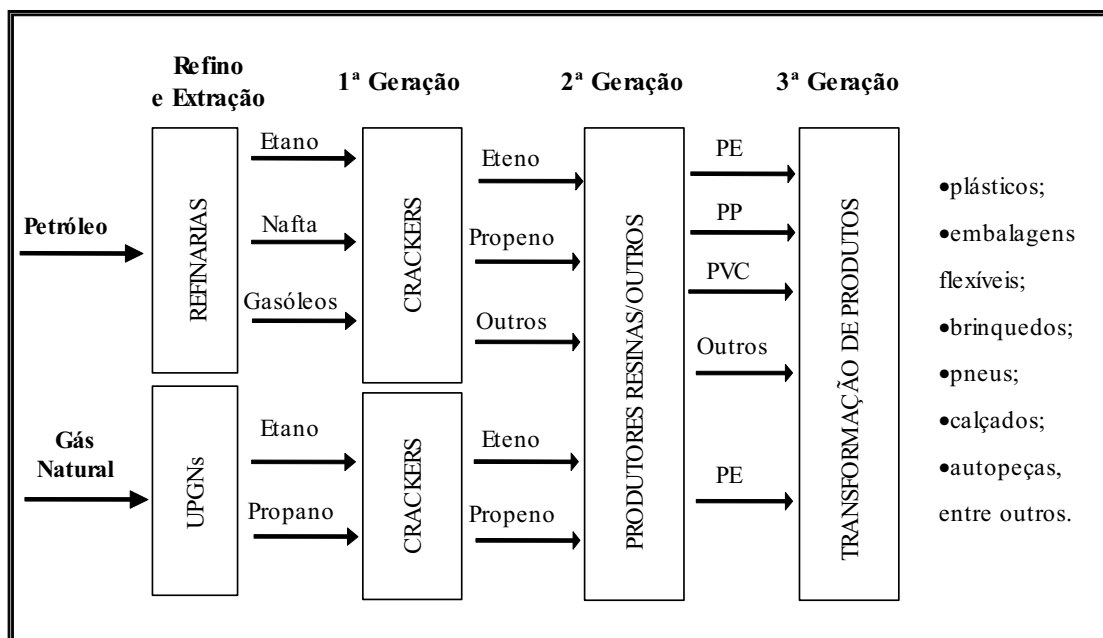 Refino
e Extração
1ª Geração
2ª Geração
3ª Geração
Petróleo
REFINARIAS
Etano
Nafta
Gasóleos
CRACKERS
Eteno
Propeno
Outros
PRODUTORES RESINAS/OUTROS
PE
PP
PVC
Outros
TRANSFORMAÇÃO DE PRODUTOS
•plásticos;
•embalagens
flexíveis;
•brinquedos;
•pneus;
•calçados;
•autopeças,
entre outros.
Gás
Natural
UPGNs
Etano
Propano
CRACKERS
Eteno
Propeno
PE